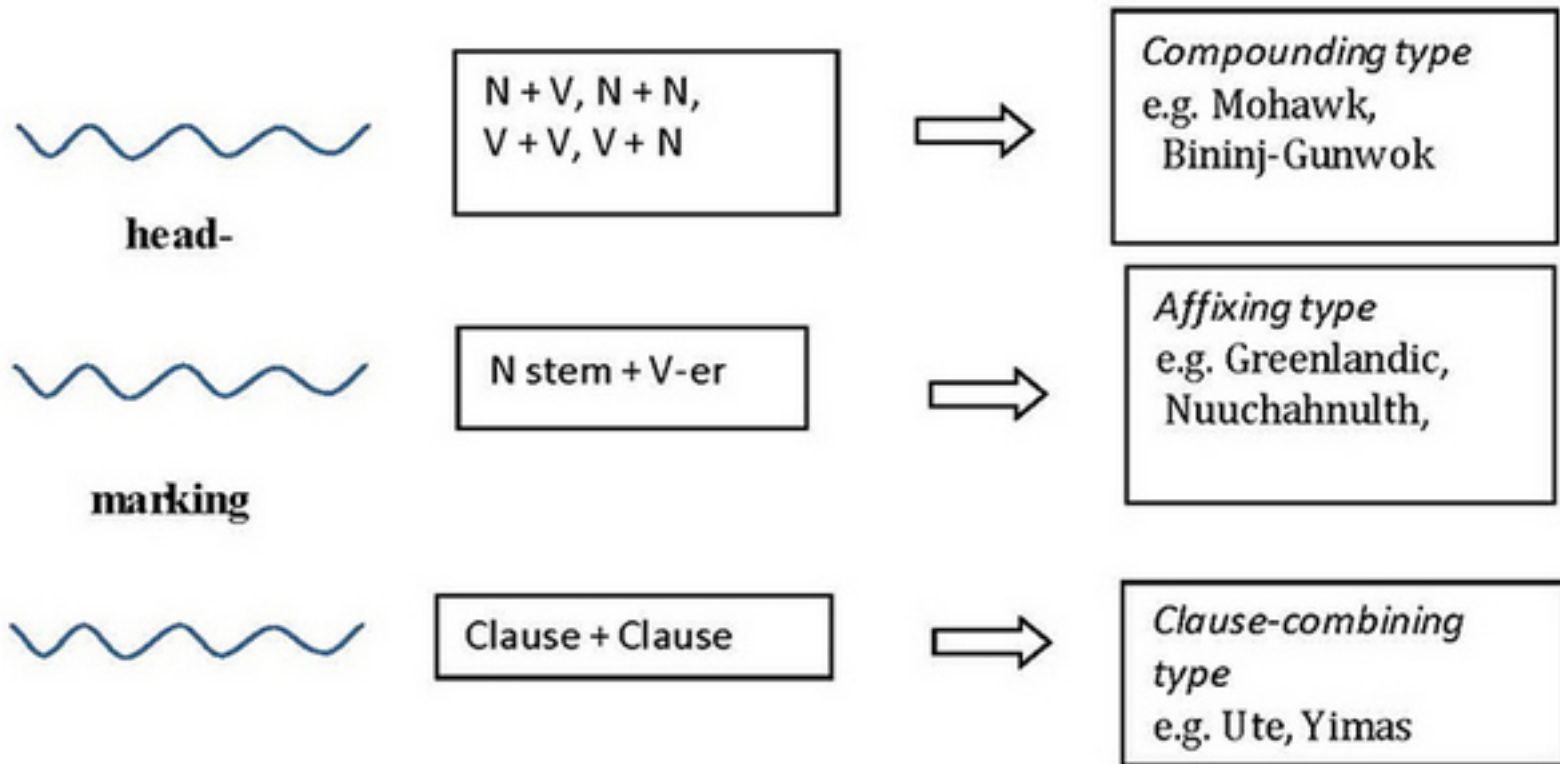 N + V, N + N,
V + V, V + N
Compounding type
e.g. Mohawk,
Bininj-Gunwok
head-
N stem + V-er
Affixing type
e.g. Greenlandic,
Nuuchahnulth,
marking
Clause + Clause
Clause-combining
type
e.g. Ute, Yimas